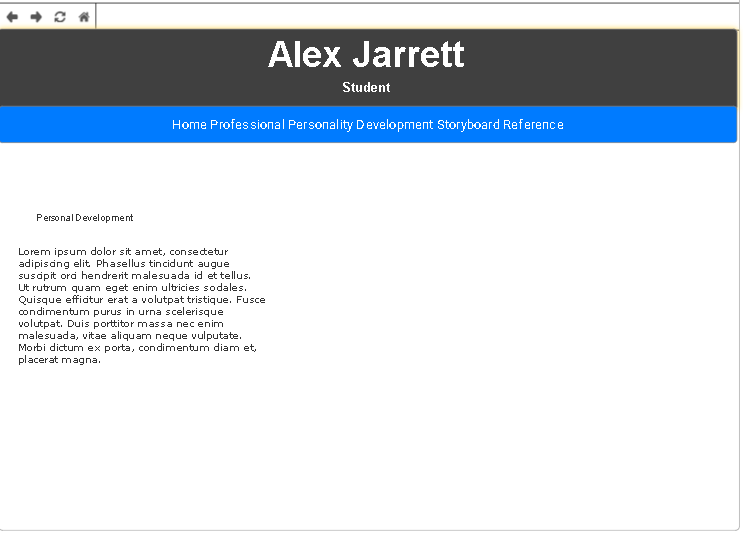 Alex Jarrett
Student
Home Professional Personality Development Storyboard Reference
Personal Development
Lorem ipsum dolor sit amet, consectetur
adipiscing elit. Phasellus tincidunt augue
suscipit orci hendrerit malesuada id et tellus.
Ut rutrum quam eget enim ultricies sodales.
Quisque efficitur erat a volutpat tristique. Fusce
condimentum purus in urna scelerisque
volutpat. Duis porttitor massa nec enim
malesuada, vitae aliquam neque vulputate.
Morbi dictum ex porta, condimentum diam et,
placerat magna.